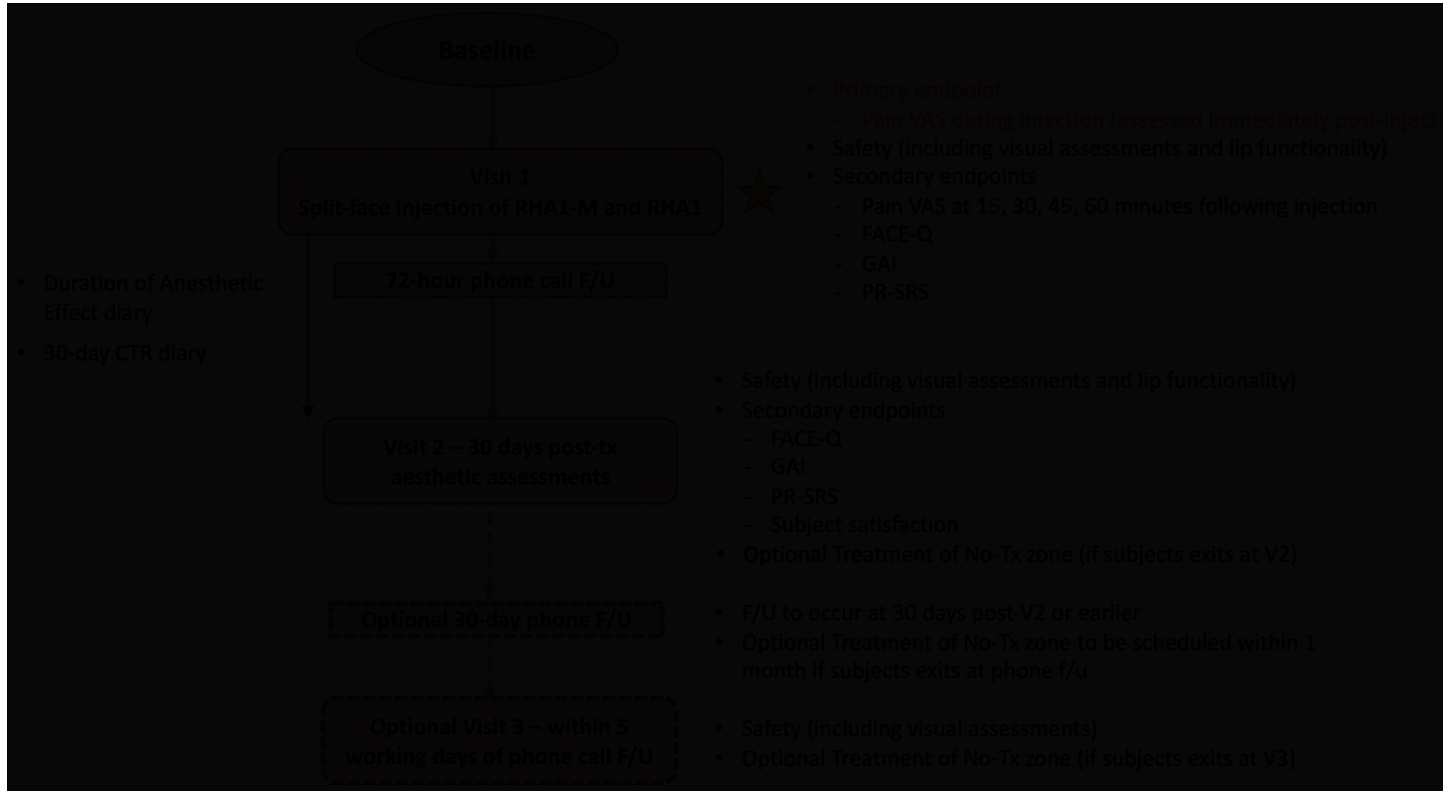 Baseline
• Primary endpoint
- Pain VAS during injection (assessed immediately post-inject
• Safety (including visual assessments and lip functionality)
Visit 1
Split-face injection of RHA1-M and RHA1
• Secondary endpoints
- Pain VAS at 15, 30, 45, 60 minutes following injection
- FACE-Q
- GAI
- PR-SRS
72-hour phone call F/U
• Duration of Anesthetic
Effect diary
• 30-day CTR diary
• Safety (including visual assessments and lip functionality)
• Secondary endpoints
- FACE-Q
- GAI
- PR-SRS
- Subject satisfaction
• Optional Treatment of No-Tx zone (if subjects exits at V2)
Visit 2 – 30 days post-tx
aesthetic assessments
Optional 30-day phone F/U
• F/U to occur at 30 days post-V2 or earlier
• Optional Treatment of No-Tx zone to be scheduled within 1
month if subjects exits at phone f/u
Optional Visit 3 – within 5
working days of phone call F/U
• Safety (including visual assessments)
• Optional Treatment of No-Tx zone (if subjects exits at V3)